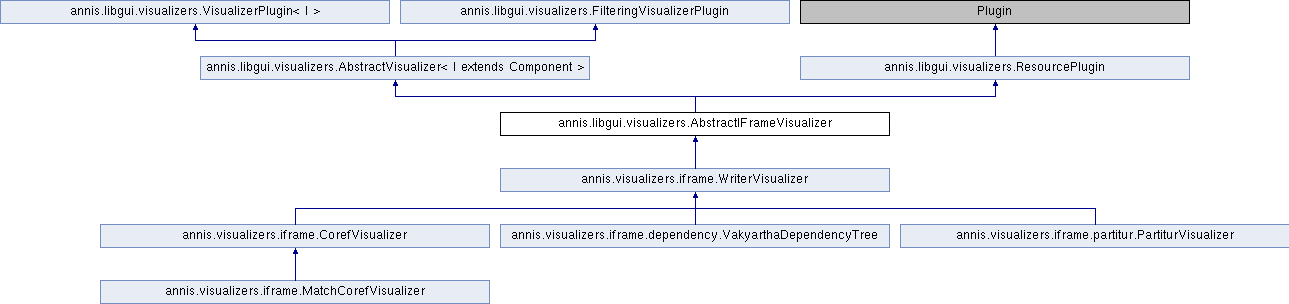 annis.libgui.visualizers.VisualizerPlugin< I >
annis.libgui.visualizers.FilteringVisualizerPlugin
Plugin
annis.libgui.visualizers.AbstractVisualizer< I extends Component >
annis.libgui.visualizers.ResourcePlugin
annis.libgui.visualizers.AbstractIFrameVisualizer
annis.visualizers.iframe.WriterVisualizer
annis.visualizers.iframe.CorefVisualizer
annis.visualizers.iframe.dependency.VakyarthaDependencyTree
annis.visualizers.iframe.partitur.PartiturVisualizer
annis.visualizers.iframe.MatchCorefVisualizer